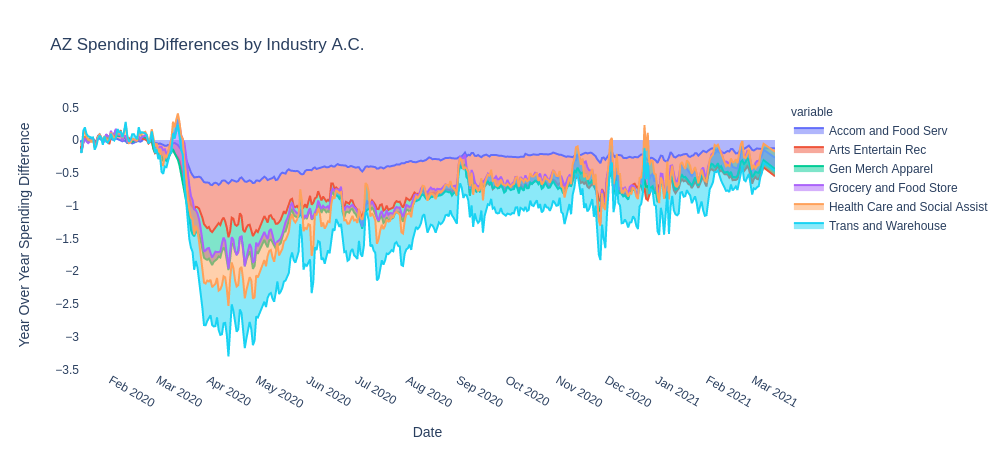 AZ Spending Differences by Industry A.C.
variable
Accom and Food Serv
Arts Entertain Rec
Gen Merch Apparel
Grocery and Food Store
Health Care and Social Assist
Trans and Warehouse
Year Over Year Spending Difference
0.5
0
−0.5
−1
−1.5
−2
−2.5
−3
−3.5
Feb 2020
Mar 2020
Apr 2020
May 2020
Jun 2020
Jul 2020
Aug 2020
Sep 2020
Oct 2020
Nov 2020
Dec 2020
Jan 2021
Feb 2021
Mar 2021
Date